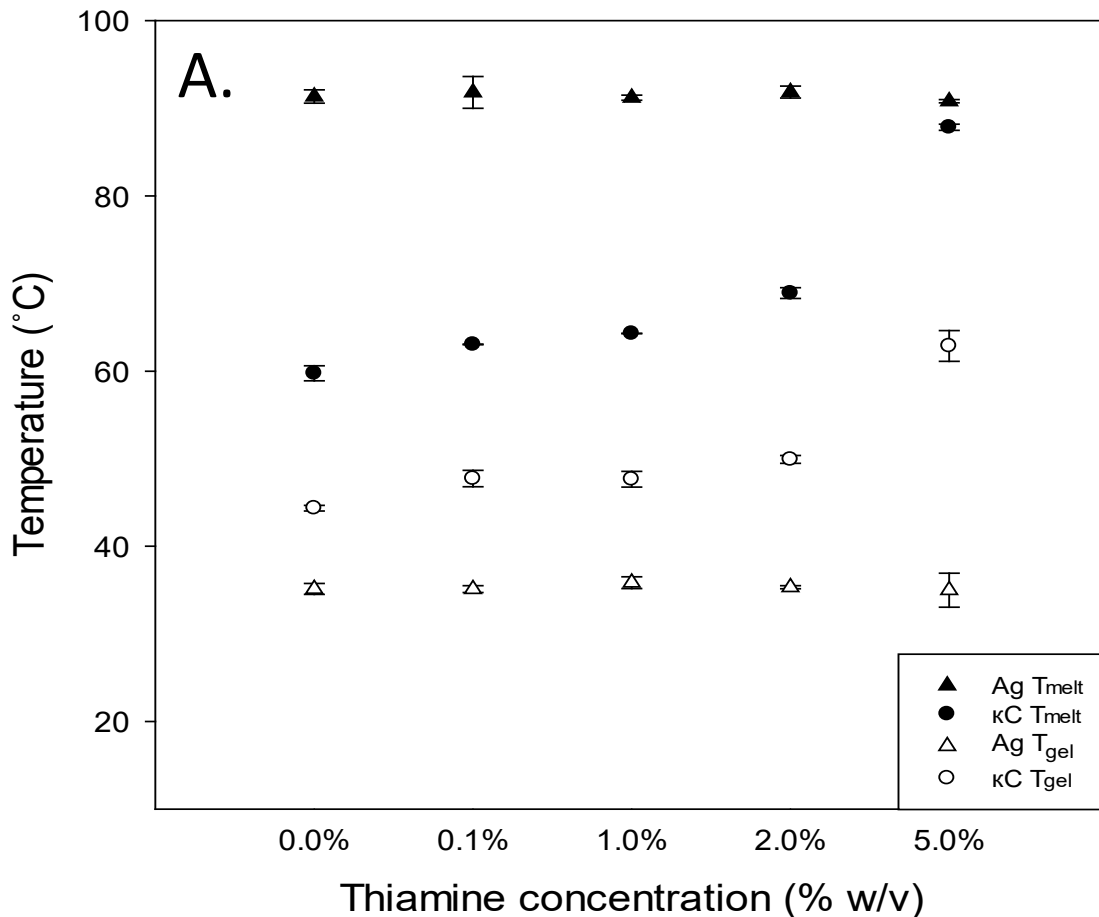 A.
100
80
60
40
20
Temperature (˚C)
0.0% 0.1% 1.0% 2.0% 5.0%
Thiamine concentration (% w/v)
Ag Tmelt
κC Tmelt
Ag Tgel
κC Tgel